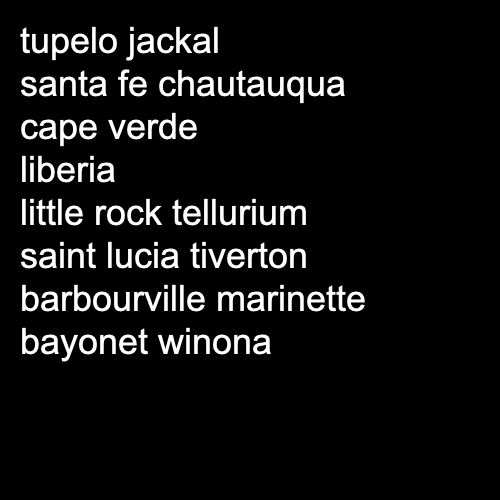 tupelo jackal
santa fe chautauqua
cape verde
liberia
little rock tellurium
saint lucia tiverton
barbourville marinette
bayonet winona